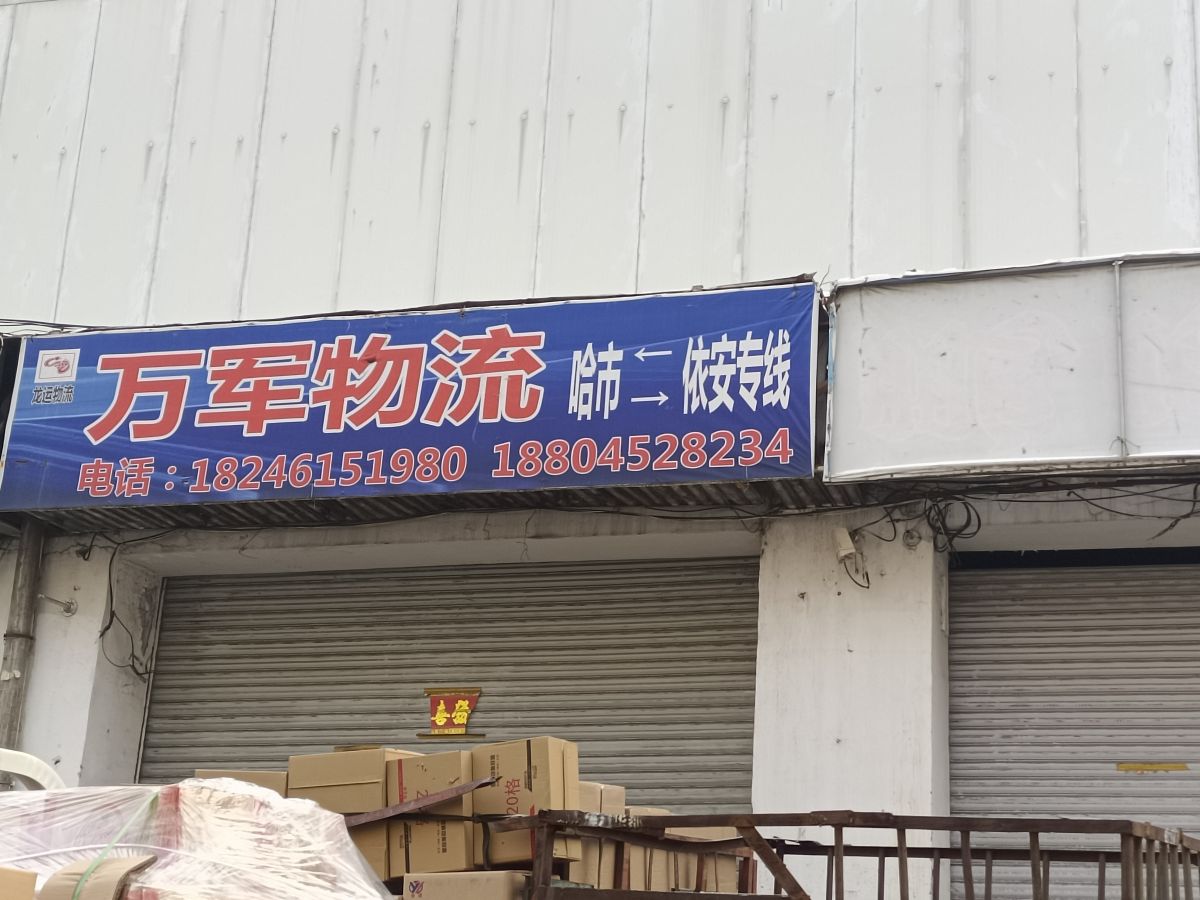 万军物流 哈市←→依安专线
龙运物流
电话：18246151980 18804528234
20格